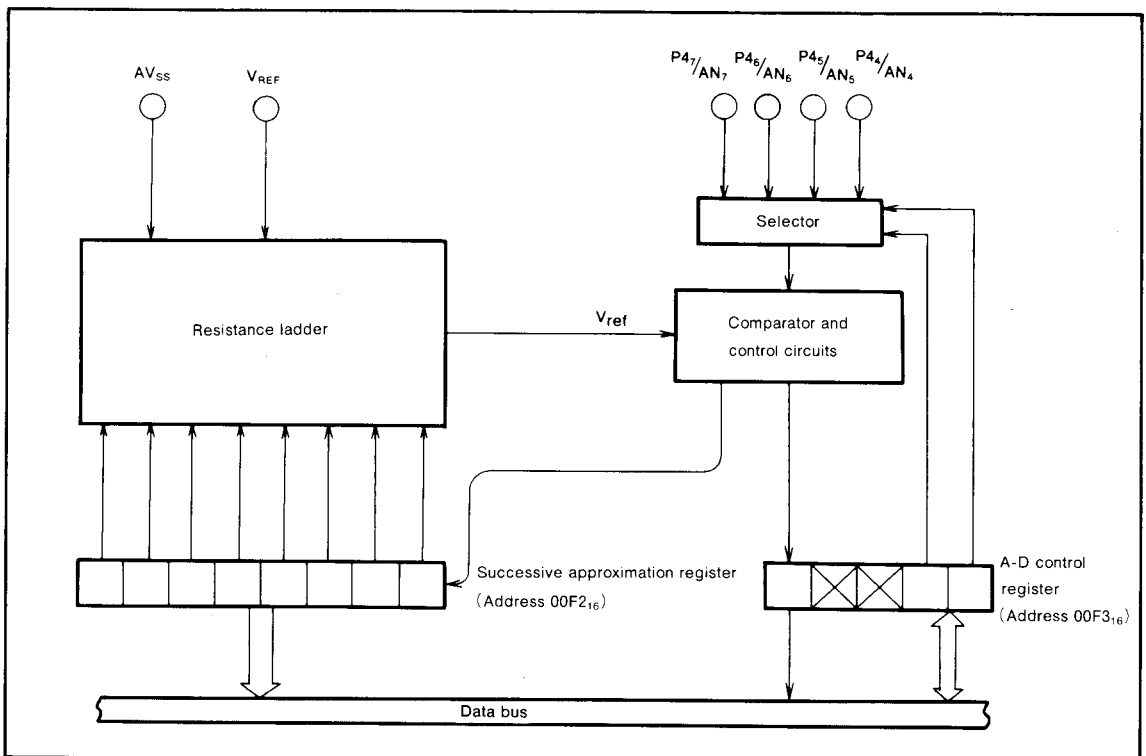 AVSS
VREF
P47/AN7 P46/AN6 P45/AN5 P44/AN4
Selector
Resistance ladder
Vref
Comparator and
control circuits
Successive approximation register
(Address 00F216)
A-D control
register
(Address 00F316)
Data bus